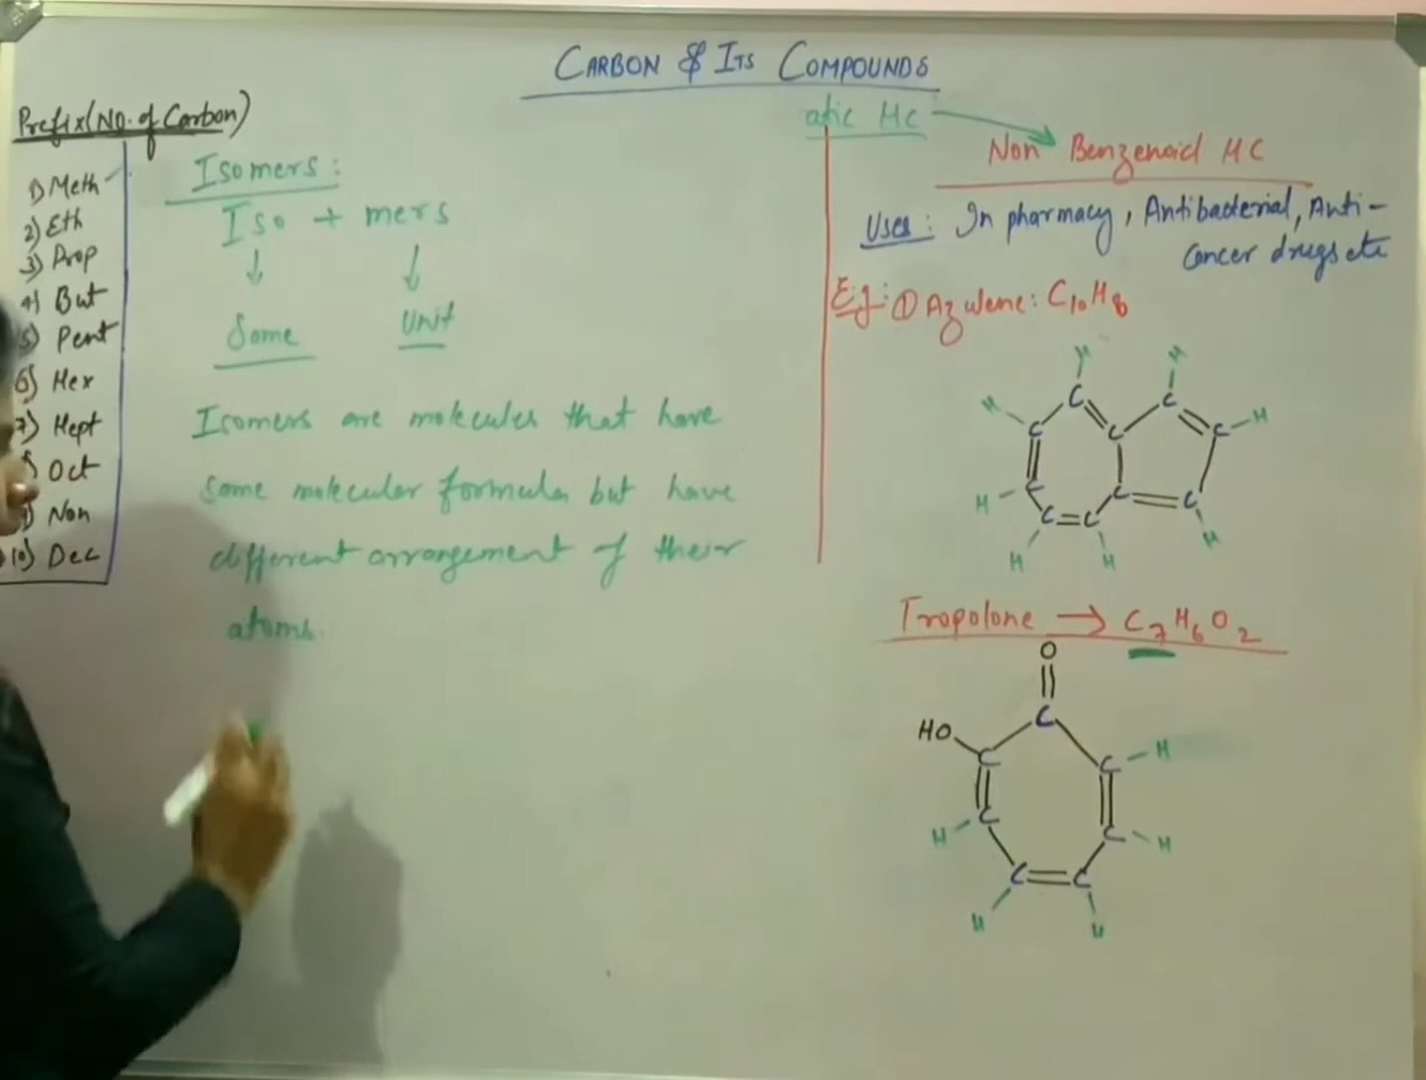 CARBON & ITS COMPOUNDS
Prefix (NO. of Carbon)
1) Meth
2) Eth
3) Prop
4) But
5) Pent
6) Hex
7) Hept
) Oct
) Non
10) Dec
Isomers:
Iso + mers
Same Unit
Isomers are molecules that have
same molecular formula but have
different arrangement of their
atoms.
atic HC
Non Benzenoid HC
Uses: In pharmacy, Antibacterial, Anti-
Cancer drugs etc
Eg: ① Azulene: C10H8
H H
C C
H H
C C C
H C C C
C=C
H H H
Tropolone → C7H6O2
O
C
HO
C C H
H C C H
C=C
H H